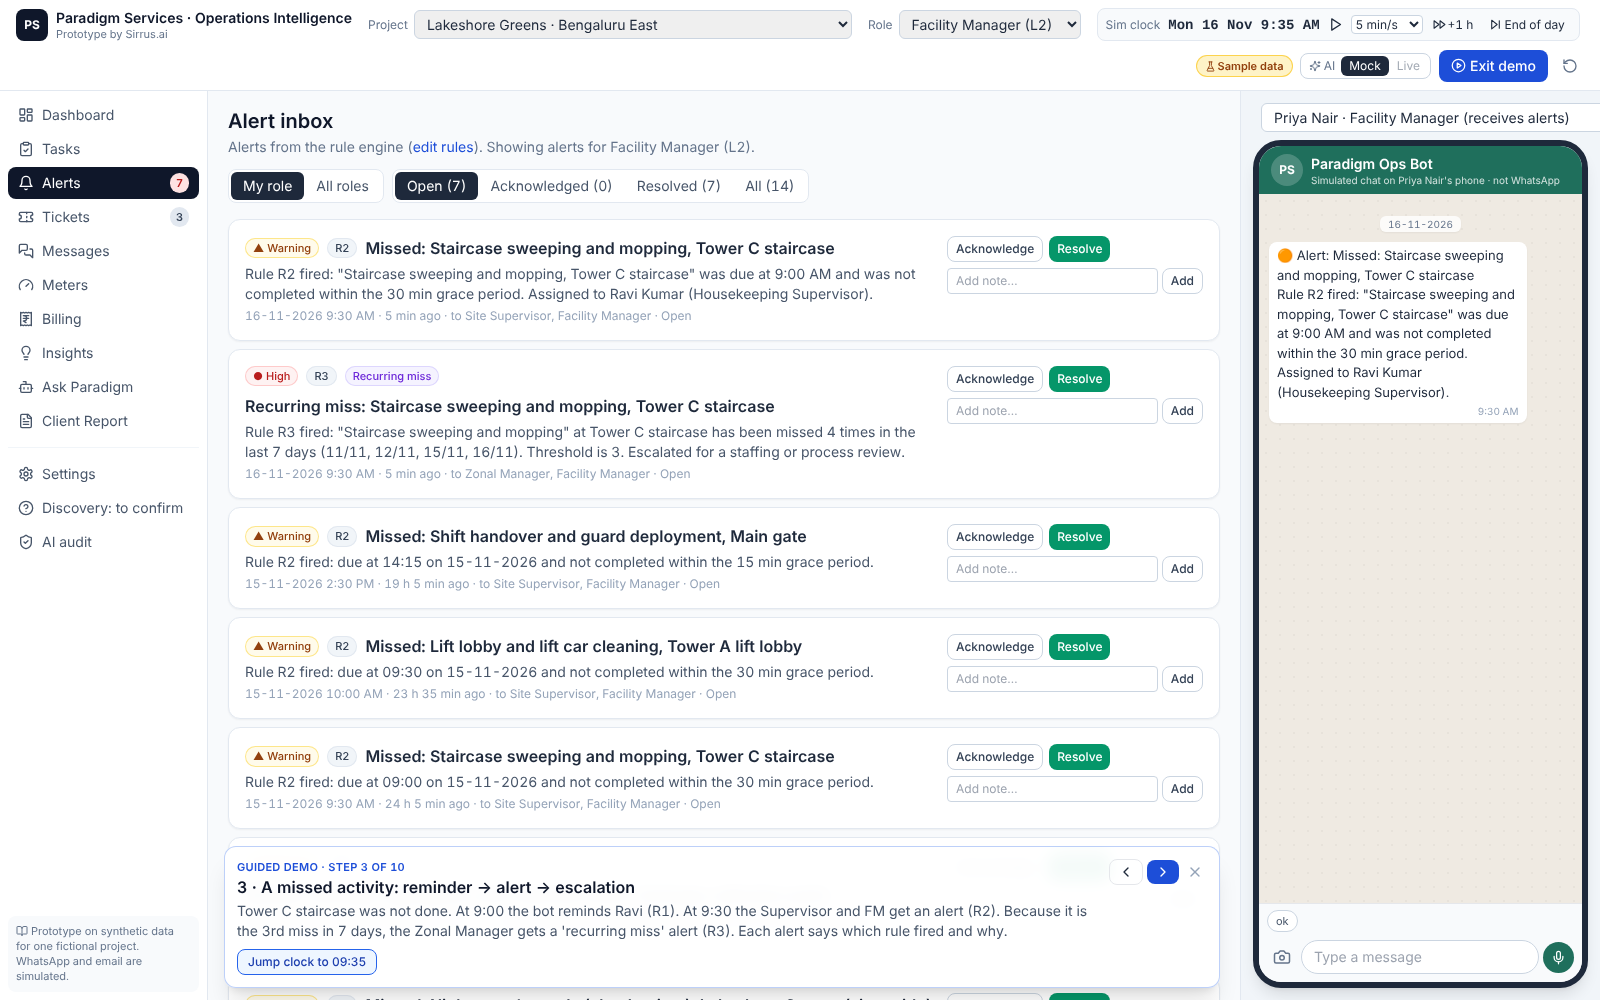 PS
Paradigm Services · Operations Intelligence
Prototype by Sirrus.ai
Project
Lakeshore Greens · Bengaluru East
Role
Facility Manager (L2)
Sim clock Mon 16 Nov 9:35 AM
5 min/s
+1 h
End of day
Sample data
AI Mock Live
Exit demo
Dashboard
Tasks
Alerts 7
Tickets 3
Messages
Meters
Billing
Insights
Ask Paradigm
Client Report
Settings
Discovery: to confirm
AI audit
Prototype on synthetic data
for one fictional project.
WhatsApp and email are
simulated.
Alert inbox
Alerts from the rule engine (edit rules). Showing alerts for Facility Manager (L2).
My role All roles
Open (7) Acknowledged (0) Resolved (7) All (14)
Warning R2 Missed: Staircase sweeping and mopping, Tower C staircase
Rule R2 fired: "Staircase sweeping and mopping, Tower C staircase" was due at 9:00 AM and was not
completed within the 30 min grace period. Assigned to Ravi Kumar (Housekeeping Supervisor).
16-11-2026 9:30 AM · 5 min ago · to Site Supervisor, Facility Manager · Open
Acknowledge Resolve
Add note... Add
High R3 Recurring miss
Recurring miss: Staircase sweeping and mopping, Tower C staircase
Rule R3 fired: "Staircase sweeping and mopping" at Tower C staircase has been missed 4 times in the
last 7 days (11/11, 12/11, 15/11, 16/11). Threshold is 3. Escalated for a staffing or process review.
16-11-2026 9:30 AM · 5 min ago · to Zonal Manager, Facility Manager · Open
Acknowledge Resolve
Add note... Add
Warning R2 Missed: Shift handover and guard deployment, Main gate
Rule R2 fired: due at 14:15 on 15-11-2026 and not completed within the 15 min grace period.
15-11-2026 2:30 PM · 19 h 5 min ago · to Site Supervisor, Facility Manager · Open
Acknowledge Resolve
Add note... Add
Warning R2 Missed: Lift lobby and lift car cleaning, Tower A lift lobby
Rule R2 fired: due at 09:30 on 15-11-2026 and not completed within the 30 min grace period.
15-11-2026 10:00 AM · 23 h 35 min ago · to Site Supervisor, Facility Manager · Open
Acknowledge Resolve
Add note... Add
Warning R2 Missed: Staircase sweeping and mopping, Tower C staircase
Rule R2 fired: due at 09:00 on 15-11-2026 and not completed within the 30 min grace period.
15-11-2026 9:30 AM · 24 h 5 min ago · to Site Supervisor, Facility Manager · Open
Acknowledge Resolve
Add note... Add
GUIDED DEMO · STEP 3 OF 10
3 · A missed activity: reminder → alert → escalation
Tower C staircase was not done. At 9:00 the bot reminds Ravi (R1). At 9:30 the Supervisor and FM get an alert (R2). Because it is
the 3rd miss in 7 days, the Zonal Manager gets a 'recurring miss' alert (R3). Each alert says which rule fired and why.
Jump clock to 09:35
Priya Nair · Facility Manager (receives alerts)
PS
Paradigm Ops Bot
Simulated chat on Priya Nair's phone · not WhatsApp
16-11-2026
Alert: Missed: Staircase sweeping
and mopping, Tower C staircase
Rule R2 fired: "Staircase sweeping and
mopping, Tower C staircase" was due
at 9:00 AM and was not completed
within the 30 min grace period.
Assigned to Ravi Kumar
(Housekeeping Supervisor).
9:30 AM
ok
Type a message